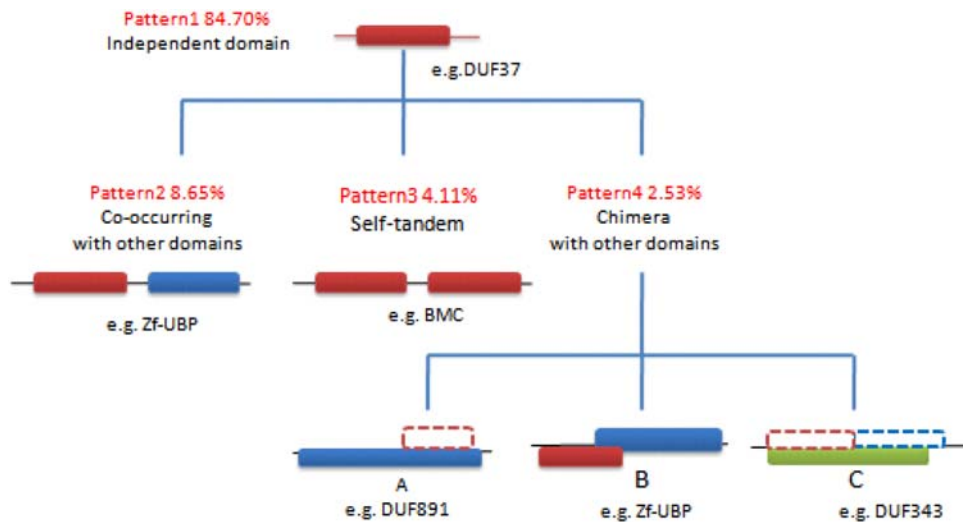 Pattern1 84.70%
Independent domain
e.g.DUF37
Pattern2 8.65%
Co-occurring
with other domains
e.g. Zf-UBP
Pattern3 4.11%
Self-tandem
e.g. BMC
Pattern4 2.53%
Chimera
with other domains
A
e.g. DUF891
B
e.g. Zf-UBP
C
e.g. DUF343